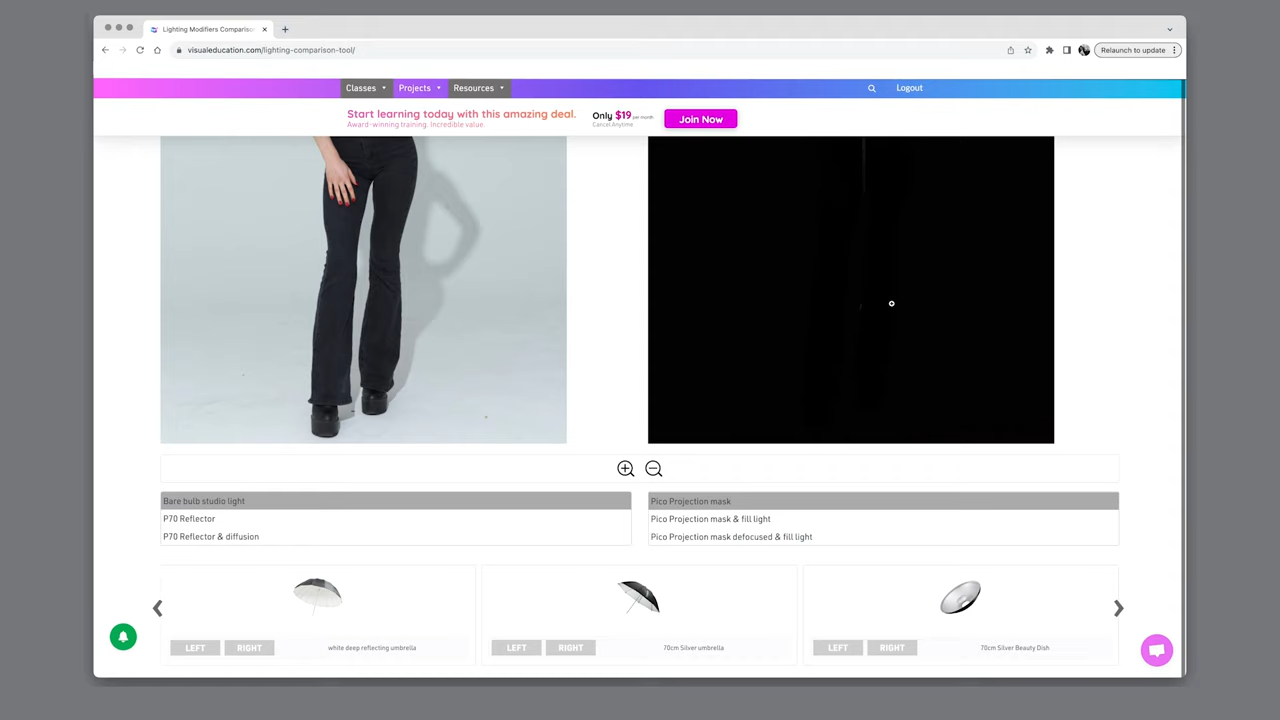 Lighting Modifiers Comparison
visualeducation.com/lighting-comparison-tool/
Relaunch to update
Classes
Projects
Resources
Logout
Start learning today with this amazing deal.
Award-winning training. Incredible value.
Only $19 per month
Cancel Anytime
Join Now
Bare bulb studio light
P70 Reflector
P70 Reflector & diffusion
Pico Projection mask
Pico Projection mask & fill light
Pico Projection mask defocused & fill light
LEFT
RIGHT
white deep reflecting umbrella
LEFT
RIGHT
70cm Silver umbrella
LEFT
RIGHT
70cm Silver Beauty Dish